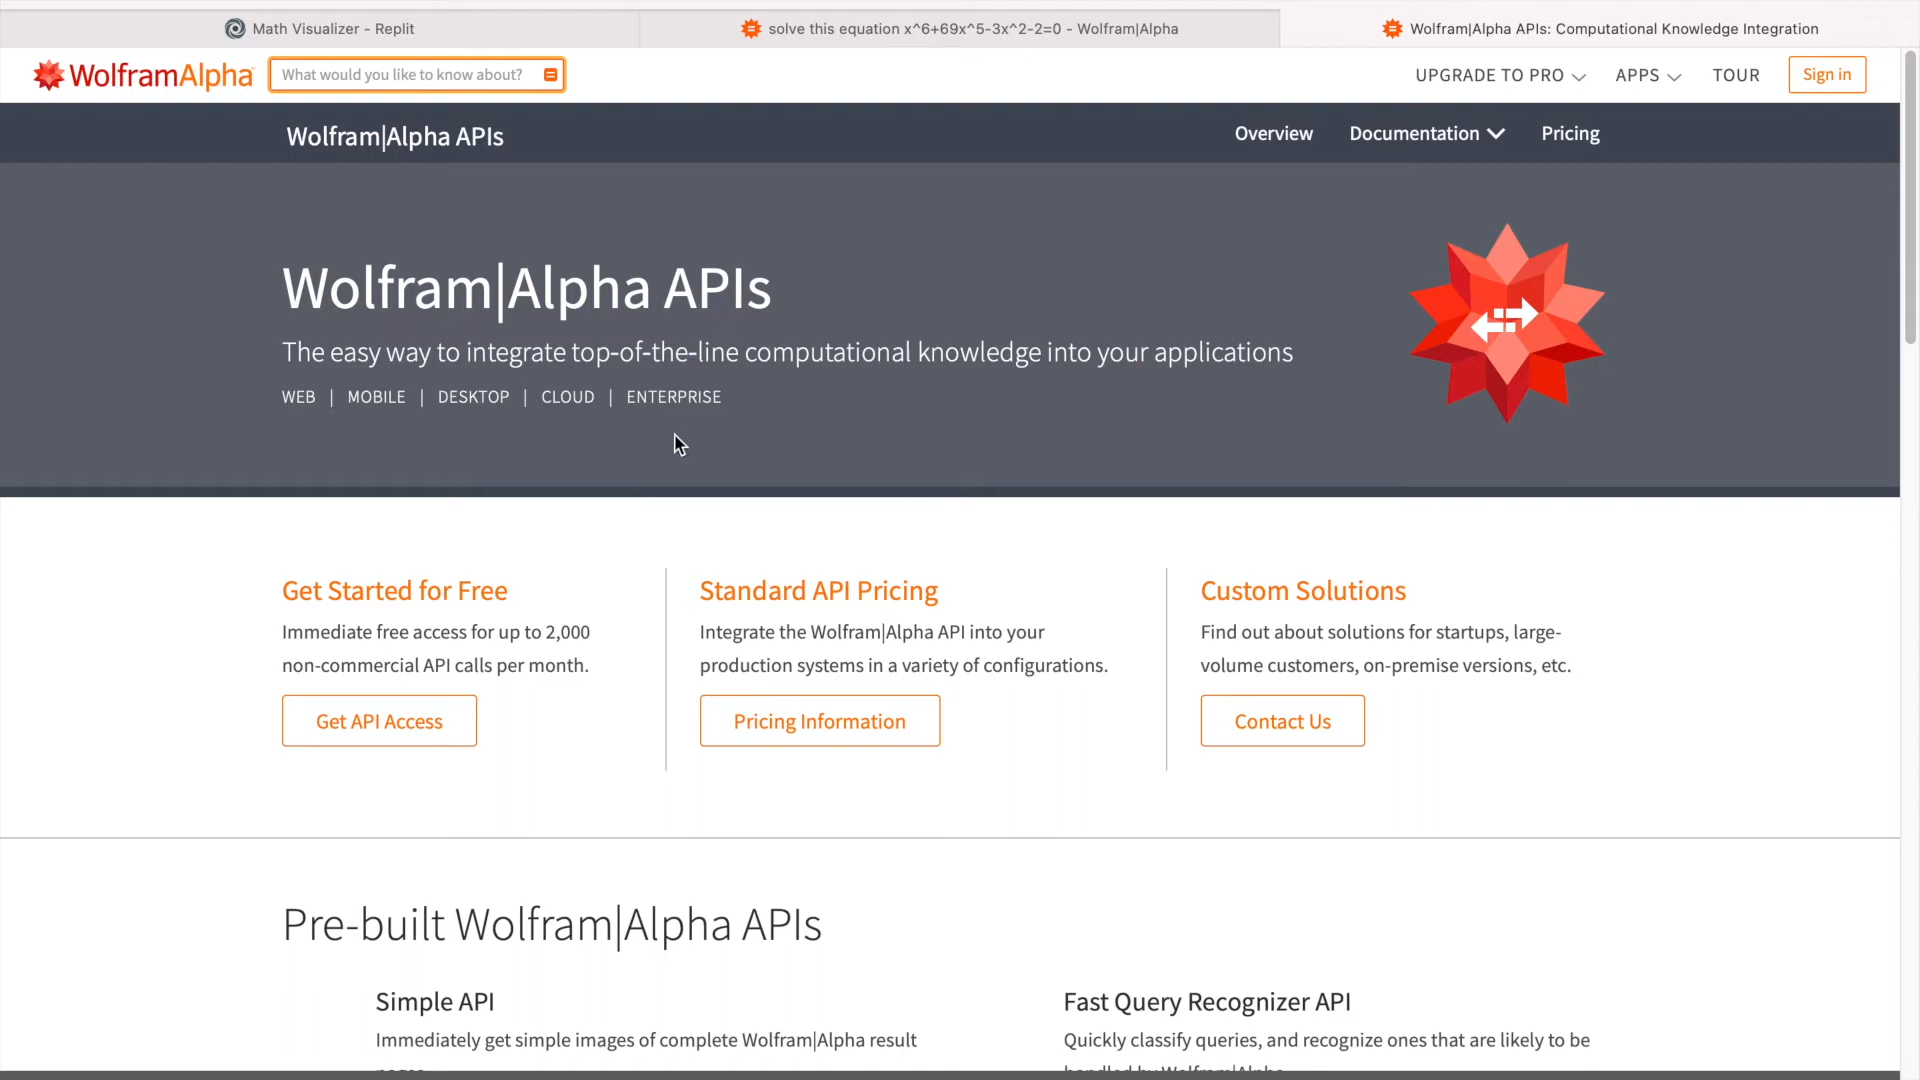 Math Visualizer - Replit
solve this equation x^6+69x^5-3x^2-2=0 - Wolfram|Alpha
Wolfram|Alpha APIs: Computational Knowledge Integration
WolframAlpha
What would you like to know about?
UPGRADE TO PRO
APPS
TOUR
Sign in
Wolfram|Alpha APIs
Overview
Documentation
Pricing
Wolfram|Alpha APIs
The easy way to integrate top-of-the-line computational knowledge into your applications
WEB | MOBILE | DESKTOP | CLOUD | ENTERPRISE
Get Started for Free
Immediate free access for up to 2,000
non-commercial API calls per month.
Get API Access
Standard API Pricing
Integrate the Wolfram|Alpha API into your
production systems in a variety of configurations.
Pricing Information
Custom Solutions
Find out about solutions for startups, large-
volume customers, on-premise versions, etc.
Contact Us
Pre-built Wolfram|Alpha APIs
Simple API
Immediately get simple images of complete Wolfram|Alpha result
Fast Query Recognizer API
Quickly classify queries, and recognize ones that are likely to be
handled by Wolfram|Alpha